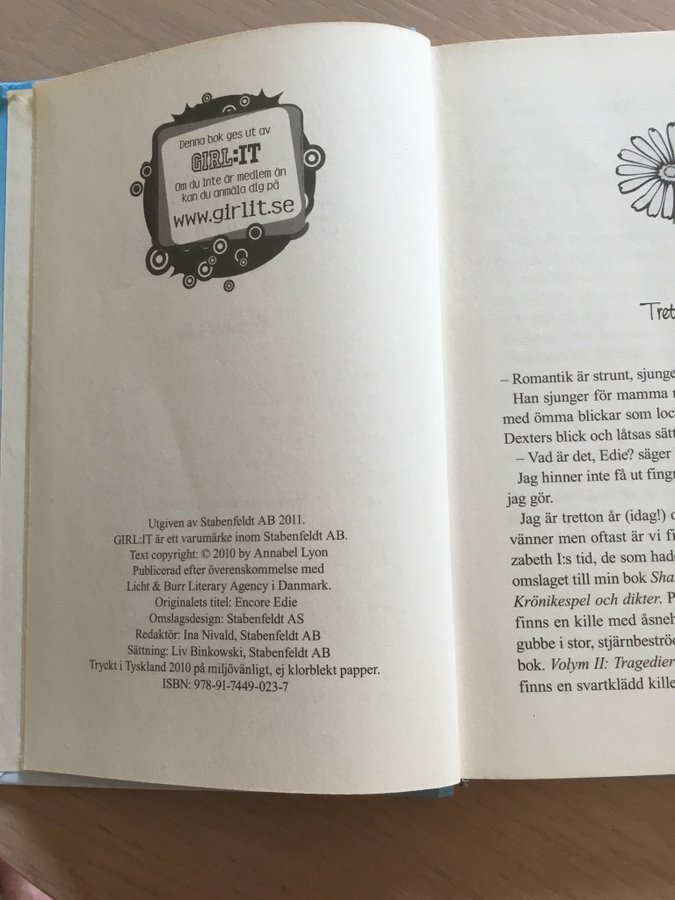 Denna bok ges ut av
GIRL:IT
Om du inte är medlem än
kan du anmäla dig på
www.girlit.se
Utgiven av Stabenfeldt AB 2011.
GIRL:IT är ett varumärke inom Stabenfeldt AB.
Text copyright: © 2010 by Annabel Lyon
Publicerad efter överenskommelse med
Licht & Burr Literary Agency i Danmark.
Originalets titel: Encore Edie
Omslagsdesign: Stabenfeldt AS
Redaktör: Ina Nivald, Stabenfeldt AB
Sättning: Liv Binkowski, Stabenfeldt AB
Tryckt i Tyskland 2010 på miljövänligt, ej klorblekt papper.
ISBN: 978-91-7449-023-7
Tret
– Romantik är strunt, sjunge
Han sjunger för mamma
med ömma blickar som loc
Dexters blick och låtsas sätt
– Vad är det, Edie? säger
Jag hinner inte få ut fingr
jag gör.
Jag är tretton år (idag!) o
vänner men oftast är vi fi
zabeth I:s tid, de som hade
omslaget till min bok Sha
Krönikespel och dikter. P
finns en kille med åsneh
gubbe i stor, stjärnbeströd
bok. Volym II: Tragedier
finns en svartklädd kille